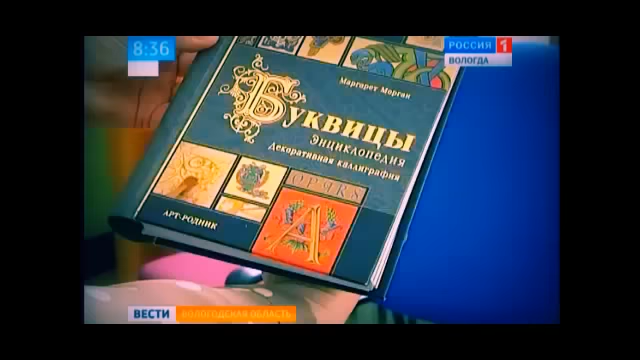 8:36
РОССИЯ 1
ВОЛОГДА
Маргарет Морган
Буквицы
Энциклопедия
Декоративная каллиграфия
АРТ-РОДНИК
А
ВЕСТИ
ВОЛОГОДСКАЯ ОБЛАСТЬ